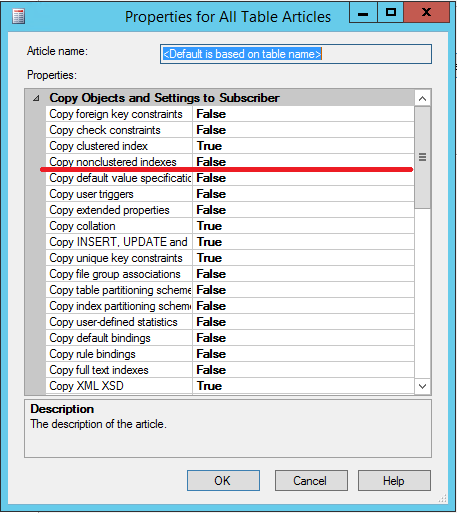 Properties for All Table Articles
Article name: <Default is based on table name>
Properties:
Copy Objects and Settings to Subscriber
Copy foreign key constraints False
Copy check constraints False
Copy clustered index True
Copy nonclustered indexes False
Copy default value specificatic False
Copy user triggers False
Copy extended properties False
Copy collation True
Copy INSERT, UPDATE and True
Copy unique key constraints True
Copy file group associations False
Copy table partitioning scheme False
Copy index partitioning scheme False
Copy user-defined statistics False
Copy default bindings False
Copy rule bindings False
Copy full text indexes False
Copy XML XSD True
Description
The description of the article.
OK Cancel Help